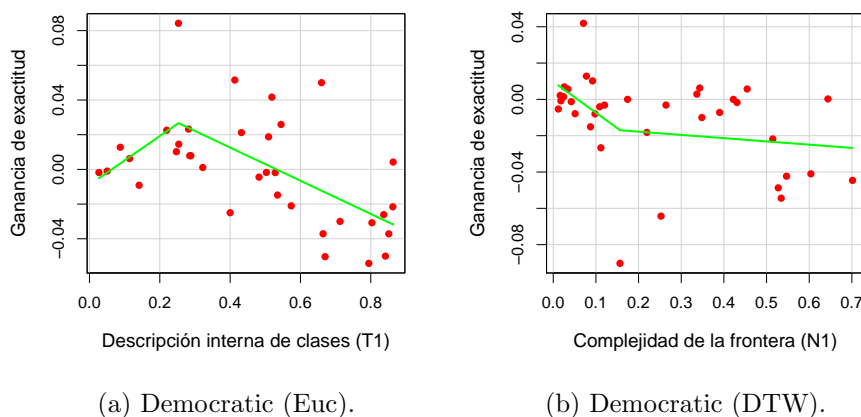 Ganancia de exactitud
0.08
0.04
0.00
−0.04
0.0 0.2 0.4 0.6 0.8
Descripción interna de clases (T1)
(a) Democratic (Euc).
Ganancia de exactitud
0.04
0.00
−0.04
−0.08
0.0 0.1 0.2 0.3 0.4 0.5 0.6 0.7
Complejidad de la frontera (N1)
(b) Democratic (DTW).